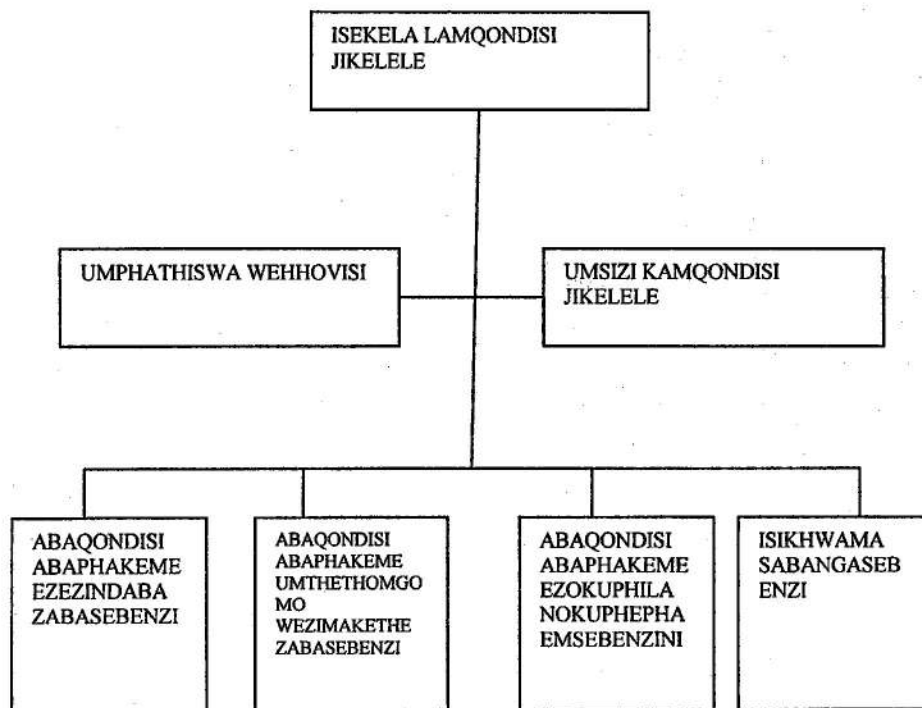 ISEKELA LAMQONDISI
JIKELELE
UMPHATHISWA WEHHOVISI
UMSIZI KAMQONDISI
JIKELELE
ABAQONDISI
ABAPHAKEME
EZEZINDABA
ZABASEBENZI
ABAQONDISI
ABAPHAKEME
UMTHETHOMGO
MO
WEZIMAKETHE
ZABASEBENZI
ABAQONDISI
ABAPHAKEME
EZOKUPHILA
NOKUPHEPHA
EMSEBENZINI
ISIKHWAMA
SABANGASEB
ENZI